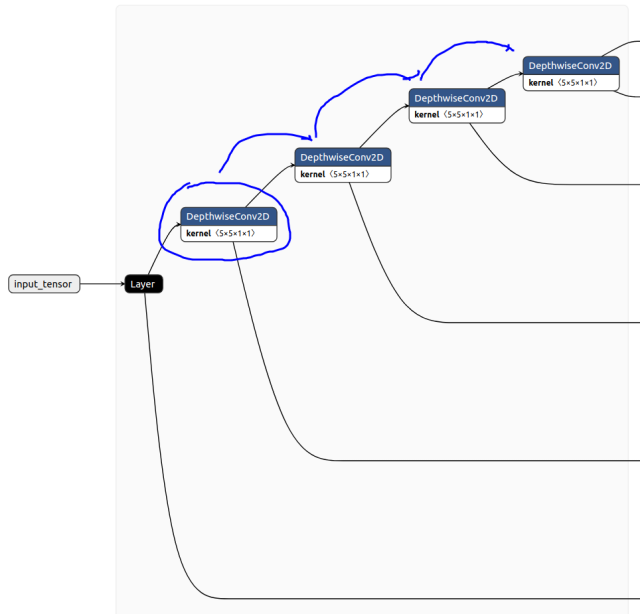 DepthwiseConv2D
kernel 〈5×5×1×1〉
DepthwiseConv2D
kernel 〈5×5×1×1〉
DepthwiseConv2D
kernel 〈5×5×1×1〉
DepthwiseConv2D
kernel 〈5×5×1×1〉
input_tensor
Layer